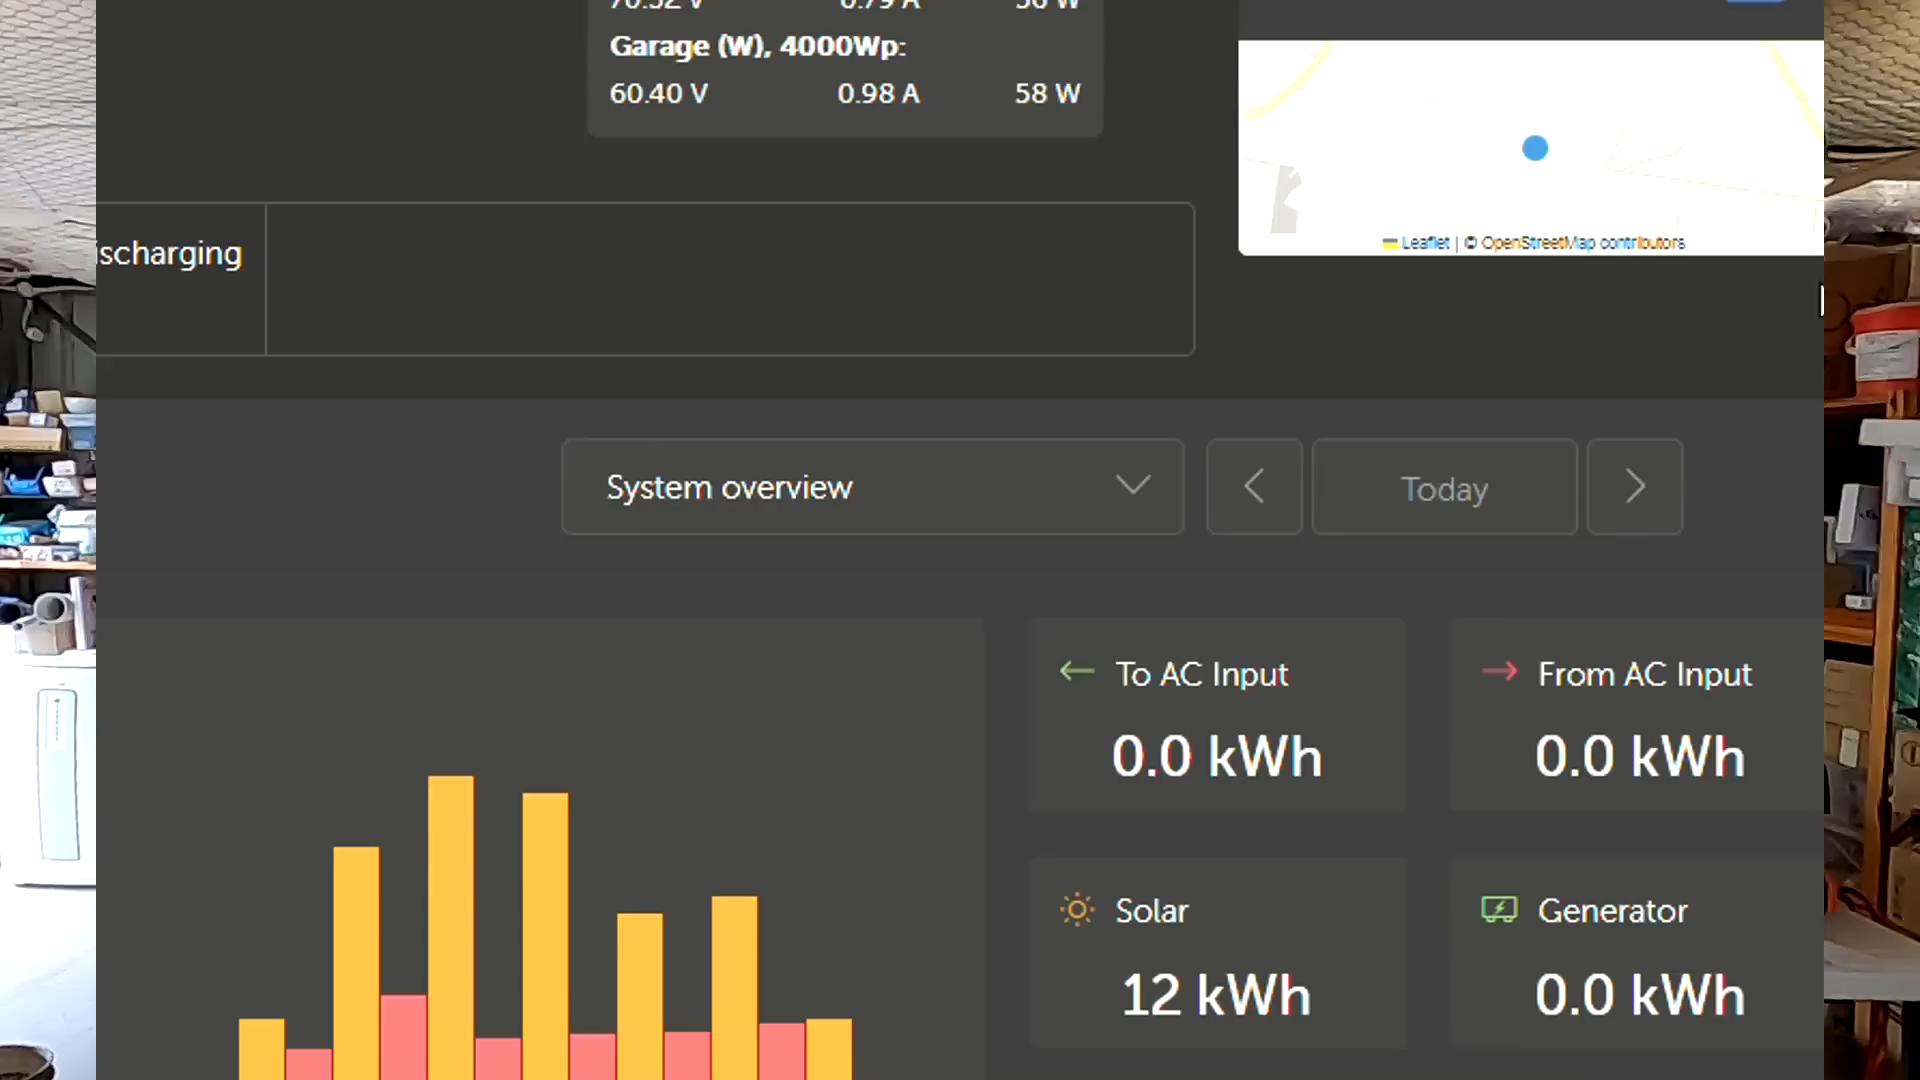 Garage (W), 4000Wp:
60.40 V 0.98 A 58 W
Leaflet | © OpenStreetMap contributors
scharging
System overview
Today
To AC Input
From AC Input
0.0 kWh
0.0 kWh
Solar
Generator
12 kWh
0.0 kWh